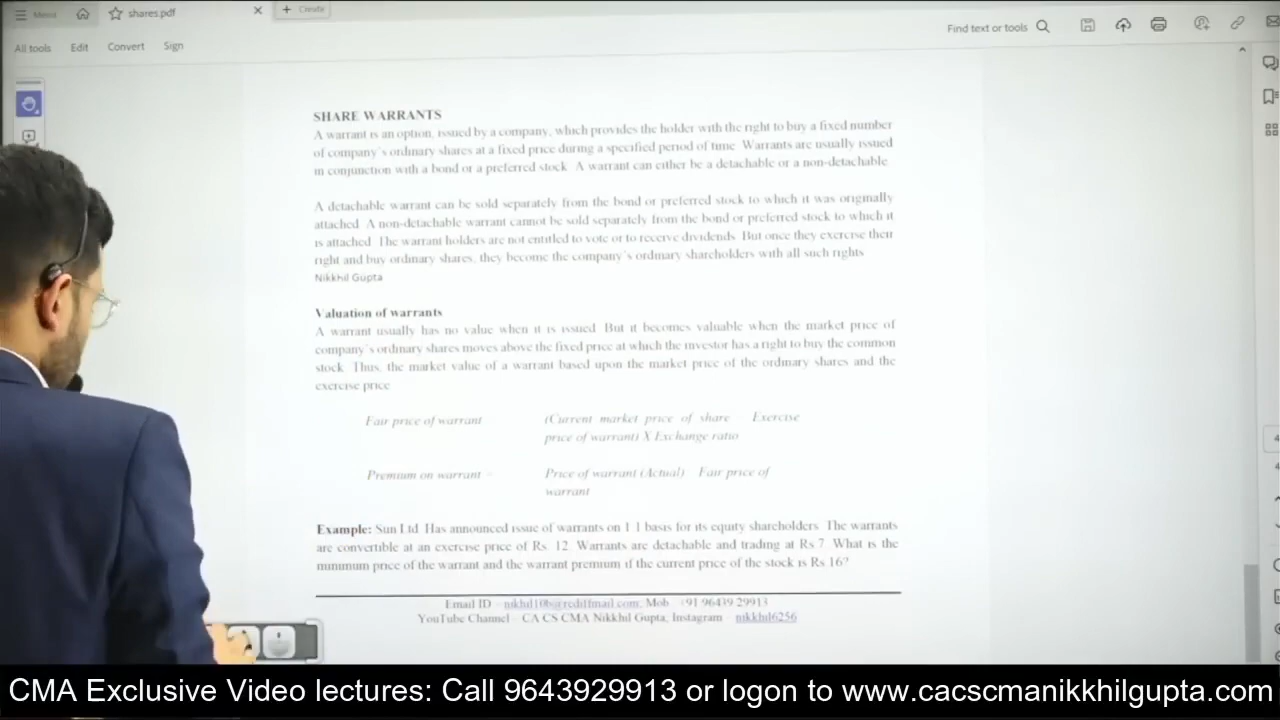 Menu
shares.pdf
+ Create
All tools Edit Convert Sign
Find text or tools
SHARE WARRANTS
A warrant is an option, issued by a company, which provides the holder with the right to buy a fixed number
of company's ordinary shares at a fixed price during a specified period of time. Warrants are usually issued
in conjunction with a bond or a preferred stock. A warrant can either be a detachable or a non-detachable.
A detachable warrant can be sold separately from the bond or preferred stock to which it was originally
attached. A non-detachable warrant cannot be sold separately from the bond or preferred stock to which it
is attached. The warrant holders are not entitled to vote or to receive dividends. But once they exercise their
right and buy ordinary shares, they become the company's ordinary shareholders with all such rights.
Nikkhil Gupta
Valuation of warrants
A warrant usually has no value when it is issued. But it becomes valuable when the market price of
company's ordinary shares moves above the fixed price at which the investor has a right to buy the common
stock. Thus, the market value of a warrant based upon the market price of the ordinary shares and the
exercise price.
Fair price of warrant (Current market price of share Exercise
price of warrant) X Exchange ratio
Premium on warrant = Price of warrant (Actual) Fair price of
warrant
Example: Sun Ltd. Has announced issue of warrants on 1:1 basis for its equity shareholders. The warrants
are convertible at an exercise price of Rs. 12. Warrants are detachable and trading at Rs 7. What is the
minimum price of the warrant and the warrant premium if the current price of the stock is Rs.16?
Email ID – nikhil10b@rediffmail.com, Mob. +91 96439 29913
YouTube Channel – CA CS CMA Nikkhil Gupta, Instagram – nikkhil6256
CMA Exclusive Video lectures: Call 9643929913 or logon to www.cacscmanikkhilgupta.com